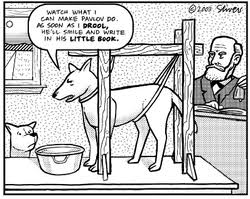 © 2003 Shirov
WATCH WHAT I
CAN MAKE PAVLOV DO.
AS SOON AS I DROOL,
HE'LL SMILE AND WRITE
IN HIS LITTLE BOOK.